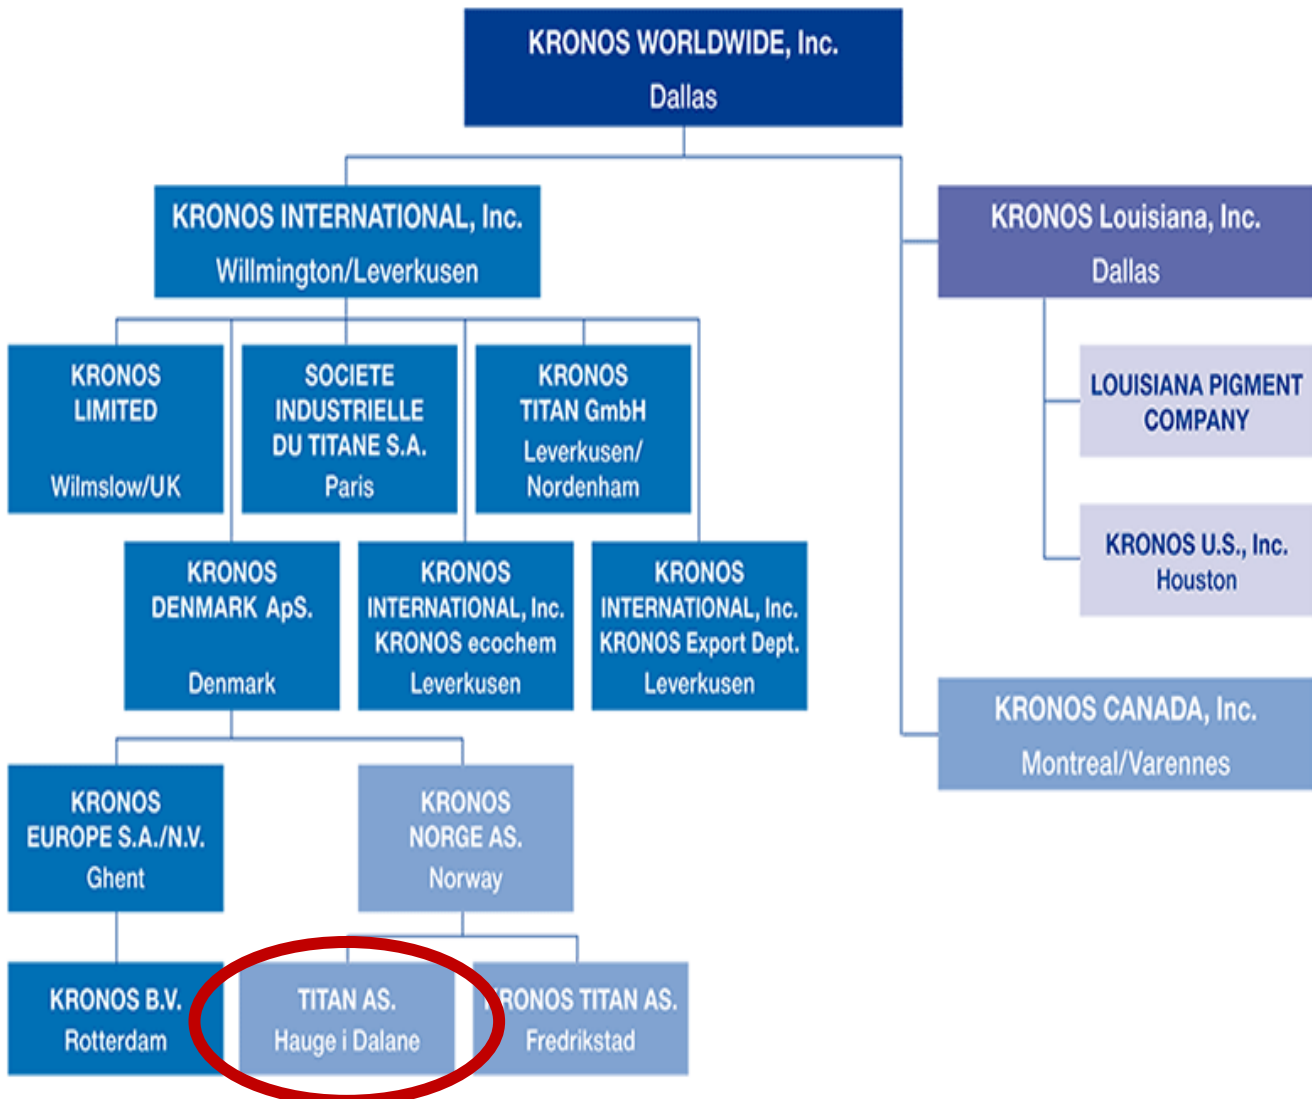 KRONOS WORLDWIDE, Inc.
Dallas
KRONOS INTERNATIONAL, Inc.
Willmington/Leverkusen
KRONOS Louisiana, Inc.
Dallas
KRONOS
LIMITED
Wilmslow/UK
SOCIETE
INDUSTRIELLE
DU TITANE S.A.
Paris
KRONOS
TITAN GmbH
Leverkusen/
Nordenham
LOUISIANA PIGMENT
COMPANY
KRONOS U.S., Inc.
Houston
KRONOS
DENMARK ApS.
Denmark
KRONOS
INTERNATIONAL, Inc.
KRONOS ecochem
Leverkusen
KRONOS
INTERNATIONAL, Inc.
KRONOS Export Dept.
Leverkusen
KRONOS CANADA, Inc.
Montreal/Varennes
KRONOS
EUROPE S.A./N.V.
Ghent
KRONOS
NORGE AS.
Norway
KRONOS B.V.
Rotterdam
TITAN AS.
Hauge i Dalane
KRONOS TITAN AS.
Fredrikstad